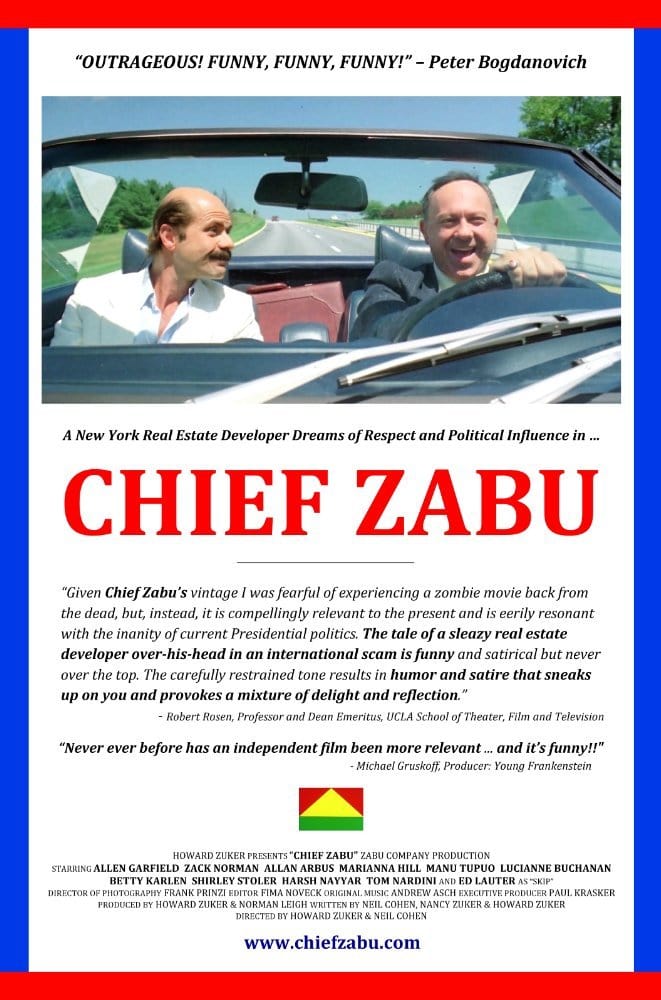 “OUTRAGEOUS! FUNNY, FUNNY, FUNNY!” – Peter Bogdanovich
A New York Real Estate Developer Dreams of Respect and Political Influence in ...
CHIEF ZABU
“Given Chief Zabu’s vintage I was fearful of experiencing a zombie movie back from
the dead, but, instead, it is compellingly relevant to the present and is eerily resonant
with the inanity of current Presidential politics. The tale of a sleazy real estate
developer over-his-head in an international scam is funny and satirical but never
over the top. The carefully restrained tone results in humor and satire that sneaks
up on you and provokes a mixture of delight and reflection.”
- Robert Rosen, Professor and Dean Emeritus, UCLA School of Theater, Film and Television
“Never ever before has an independent film been more relevant ... and it’s funny!!"
- Michael Gruskoff, Producer: Young Frankenstein
HOWARD ZUKER PRESENTS “CHIEF ZABU” ZABU COMPANY PRODUCTION
STARRING ALLEN GARFIELD ZACK NORMAN ALLAN ARBUS MARIANNA HILL MANU TUPUO LUCIANNE BUCHANAN
BETTY KARLEN SHIRLEY STOLER HARSH NAYYAR TOM NARDINI AND ED LAUTER AS “SKIP”
DIRECTOR OF PHOTOGRAPHY FRANK PRINZI EDITOR FIMA NOVECK ORIGINAL MUSIC ANDREW ASCH EXECUTIVE PRODUCER PAUL KRASKER
PRODUCED BY HOWARD ZUKER & NORMAN LEIGH WRITTEN BY NEIL COHEN, NANCY ZUKER & HOWARD ZUKER
DIRECTED BY HOWARD ZUKER & NEIL COHEN
www.chiefzabu.com